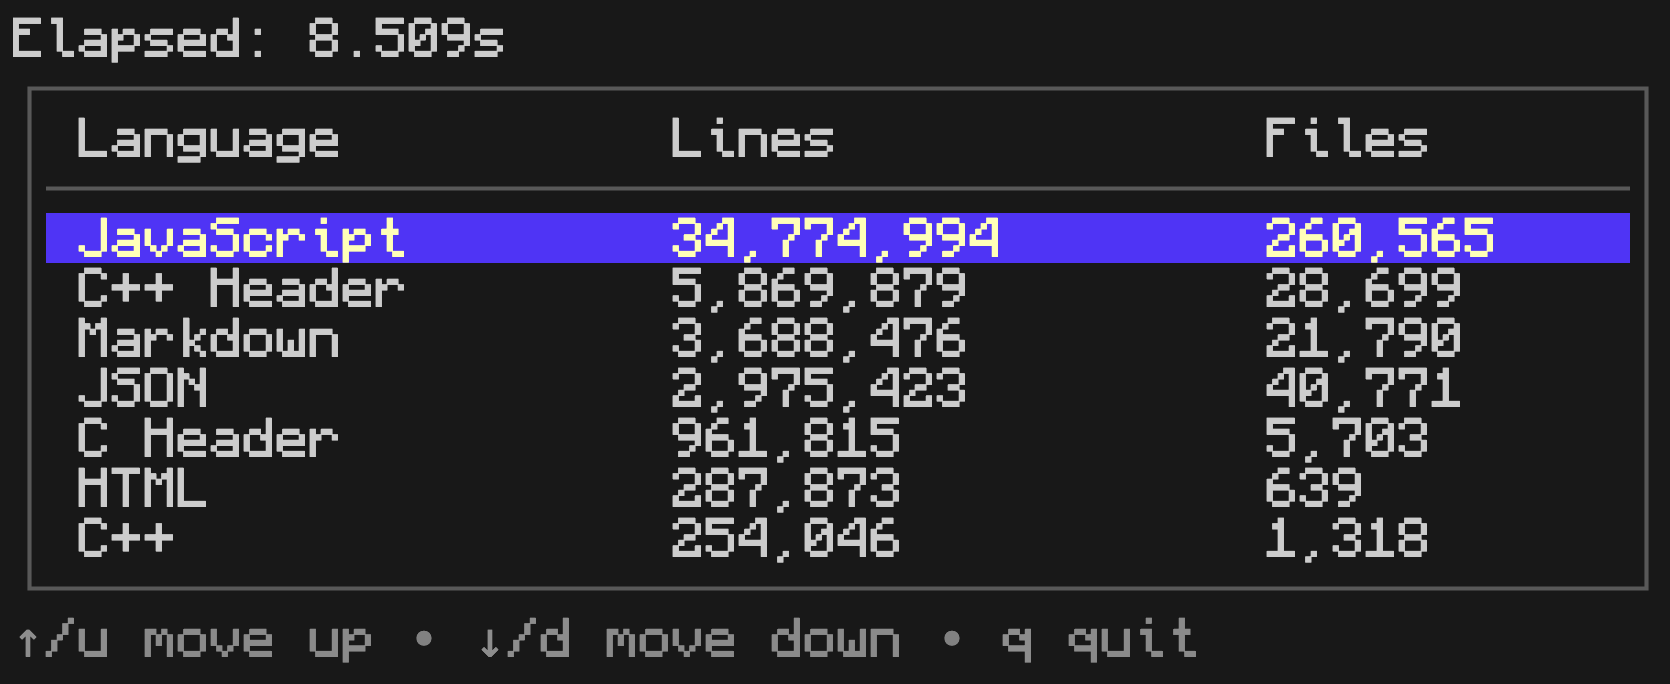 Elapsed: 8.509s
Language Lines Files
JavaScript 34,774,994 260,565
C++ Header 5,869,879 28,699
Markdown 3,688,476 21,790
JSON 2,975,423 40,771
C Header 961,815 5,703
HTML 287,873 639
C++ 254,046 1,318
↑/u move up • ↓/d move down • q quit